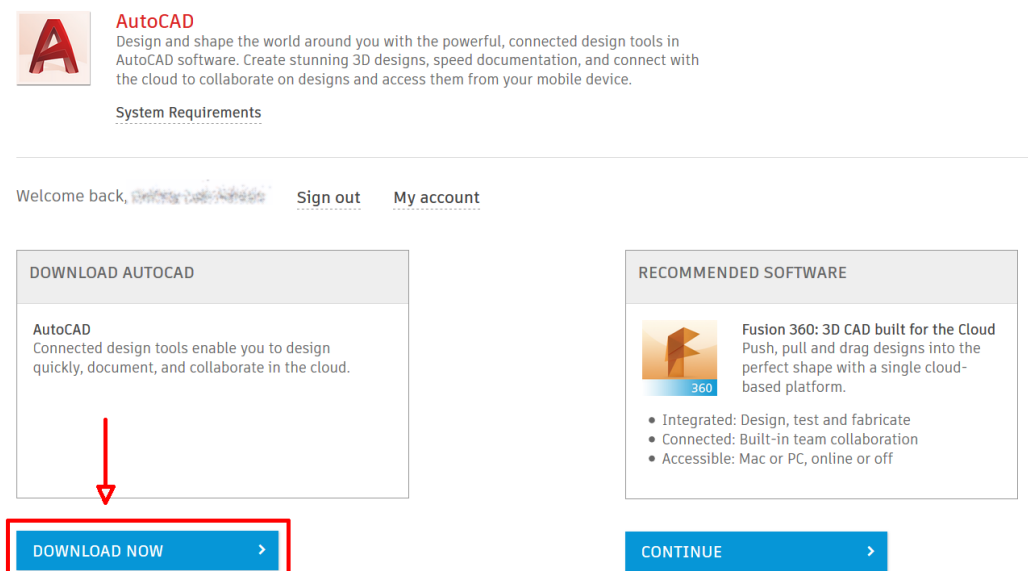 AutoCAD
Design and shape the world around you with the powerful, connected design tools in
AutoCAD software. Create stunning 3D designs, speed documentation, and connect with
the cloud to collaborate on designs and access them from your mobile device.
System Requirements
Welcome back,
Sign out
My account
DOWNLOAD AUTOCAD
AutoCAD
Connected design tools enable you to design
quickly, document, and collaborate in the cloud.
DOWNLOAD NOW
RECOMMENDED SOFTWARE
360
Fusion 360: 3D CAD built for the Cloud
Push, pull and drag designs into the
perfect shape with a single cloud-
based platform.
Integrated: Design, test and fabricate
Connected: Built-in team collaboration
Accessible: Mac or PC, online or off
CONTINUE